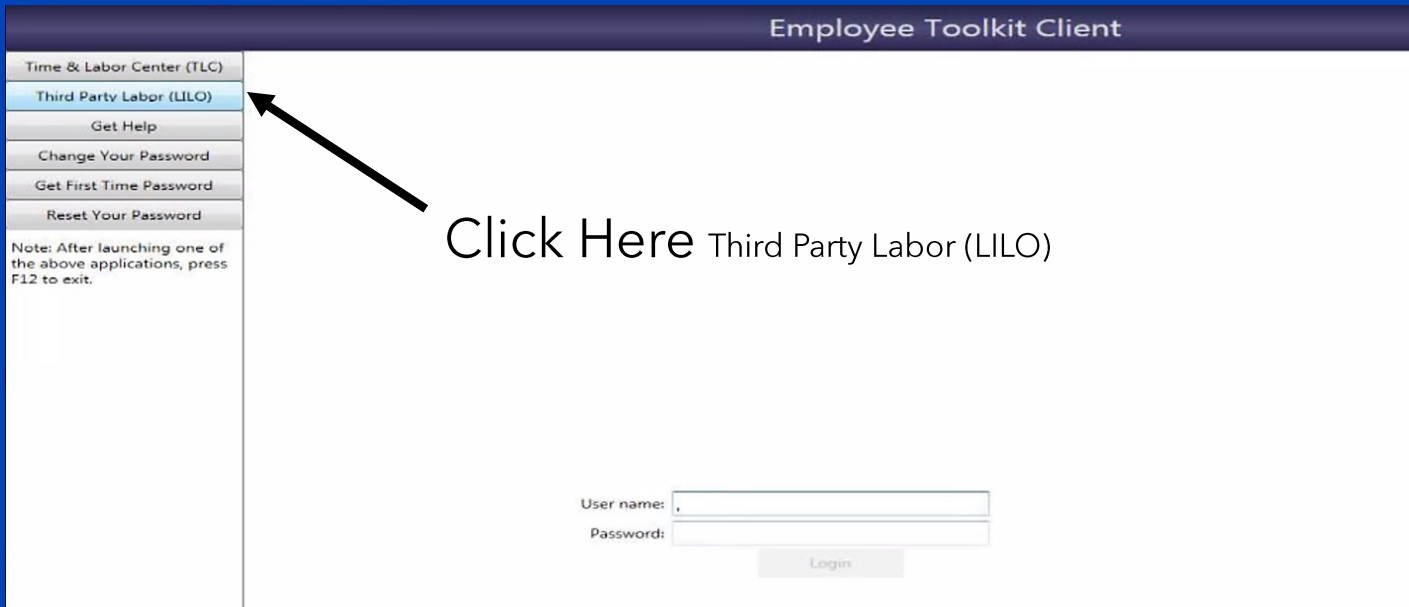 Employee Toolkit Client
Time & Labor Center (TLC)
Third Party Labor (LILO)
Get Help
Change Your Password
Get First Time Password
Reset Your Password
Note: After launching one of
the above applications, press
F12 to exit.
Click Here Third Party Labor (LILO)
User name: ,
Password:
Login